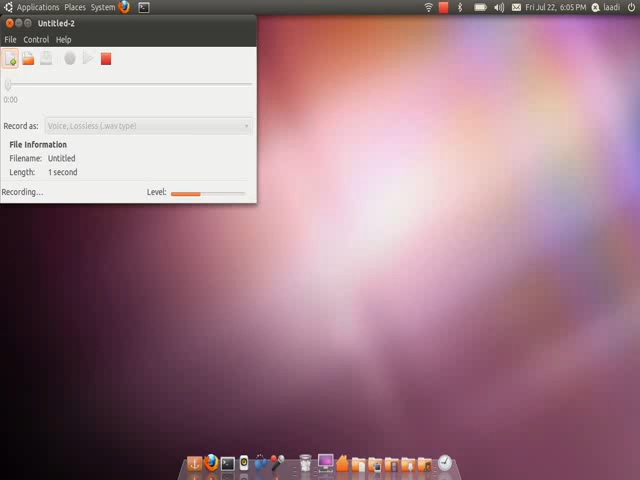 Applications Places System
Fri Jul 22, 6:05 PM laadi
Untitled-2
File Control Help
0:00
Record as: Voice, Lossless (.wav type)
File Information
Filename: Untitled
Length: 1 second
Recording... Level: